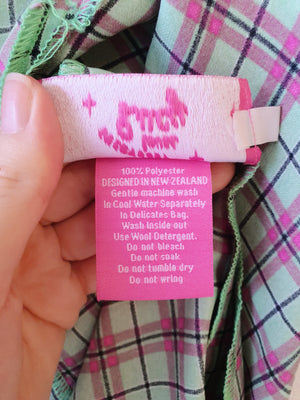 100% Polyester
DESIGNED IN NEW ZEALAND
Gentle machine wash
In Cool Water Separately
In Delicates Bag.
Wash Inside out
Use Wool Detergent.
Do not bleach
Do not soak
Do not tumble dry
Do not wring